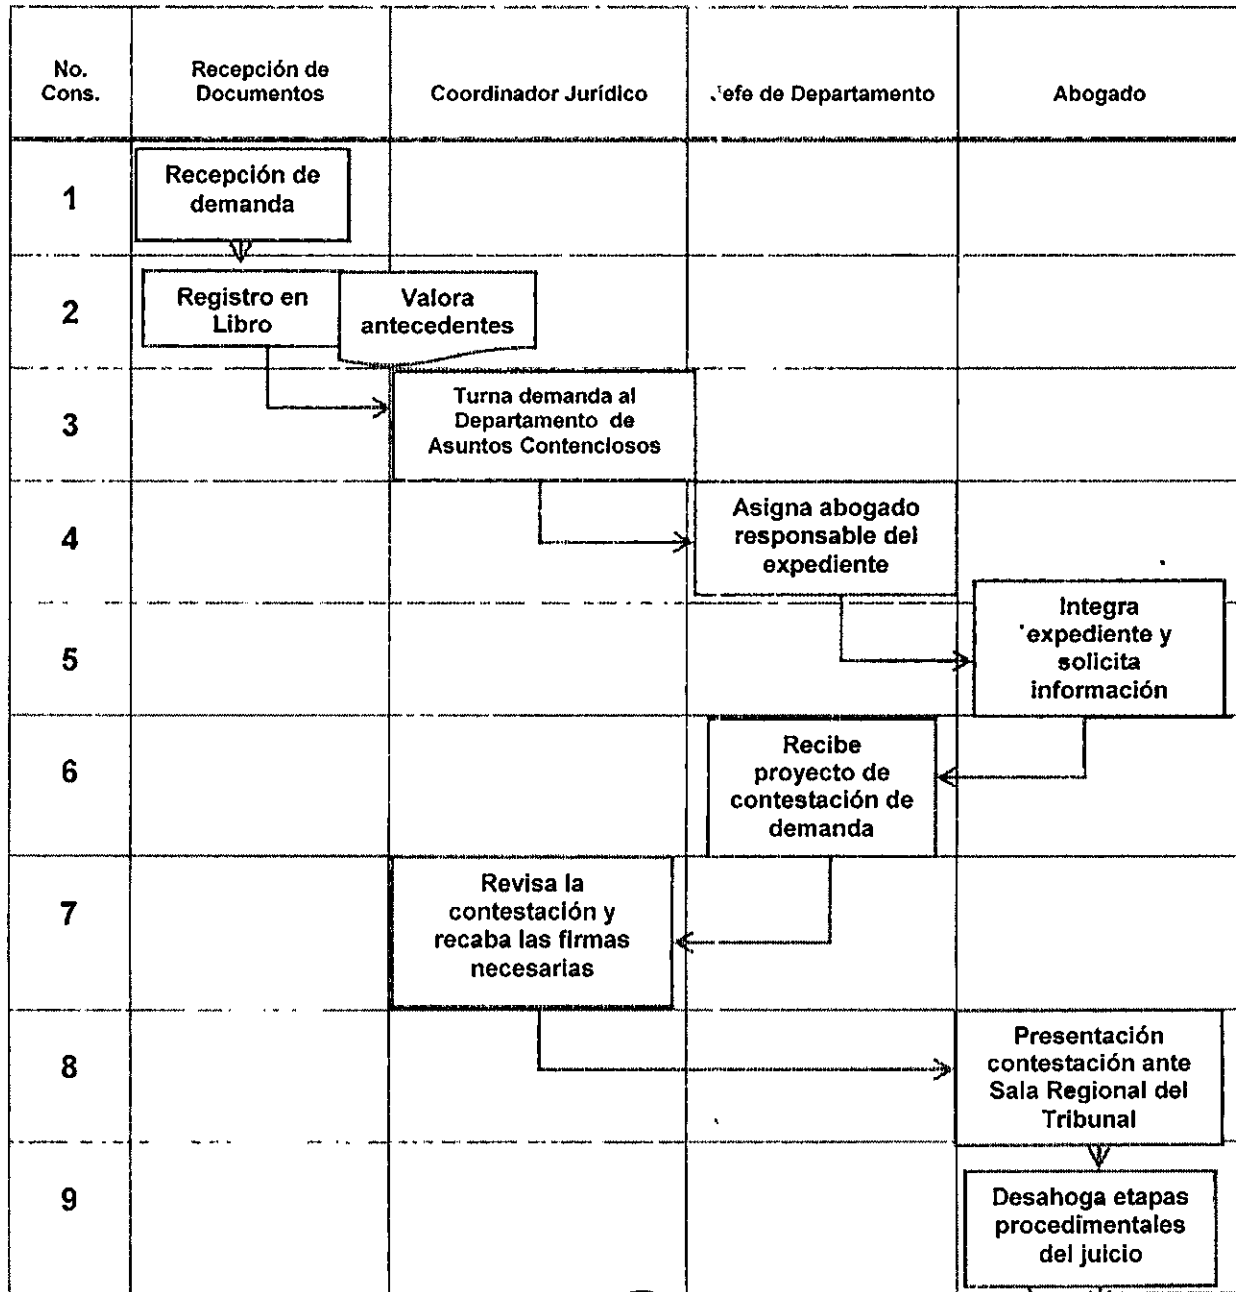 No.
Cons.
Recepción de
Documentos
Coordinador Jurídico
Jefe de Departamento
Abogado
1
Recepción de
demanda
2
Registro en
Libro
Valora
antecedentes
3
Turna demanda al
Departamento de
Asuntos Contenciosos
4
Asigna abogado
responsable del
expediente
5
Integra
expediente y
solicita
información
6
Recibe
proyecto de
contestación de
demanda
7
Revisa la
contestación y
recaba las firmas
necesarias
8
Presentación
contestación ante
Sala Regional del
Tribunal
9
Desahoga etapas
procedimentales
del juicio